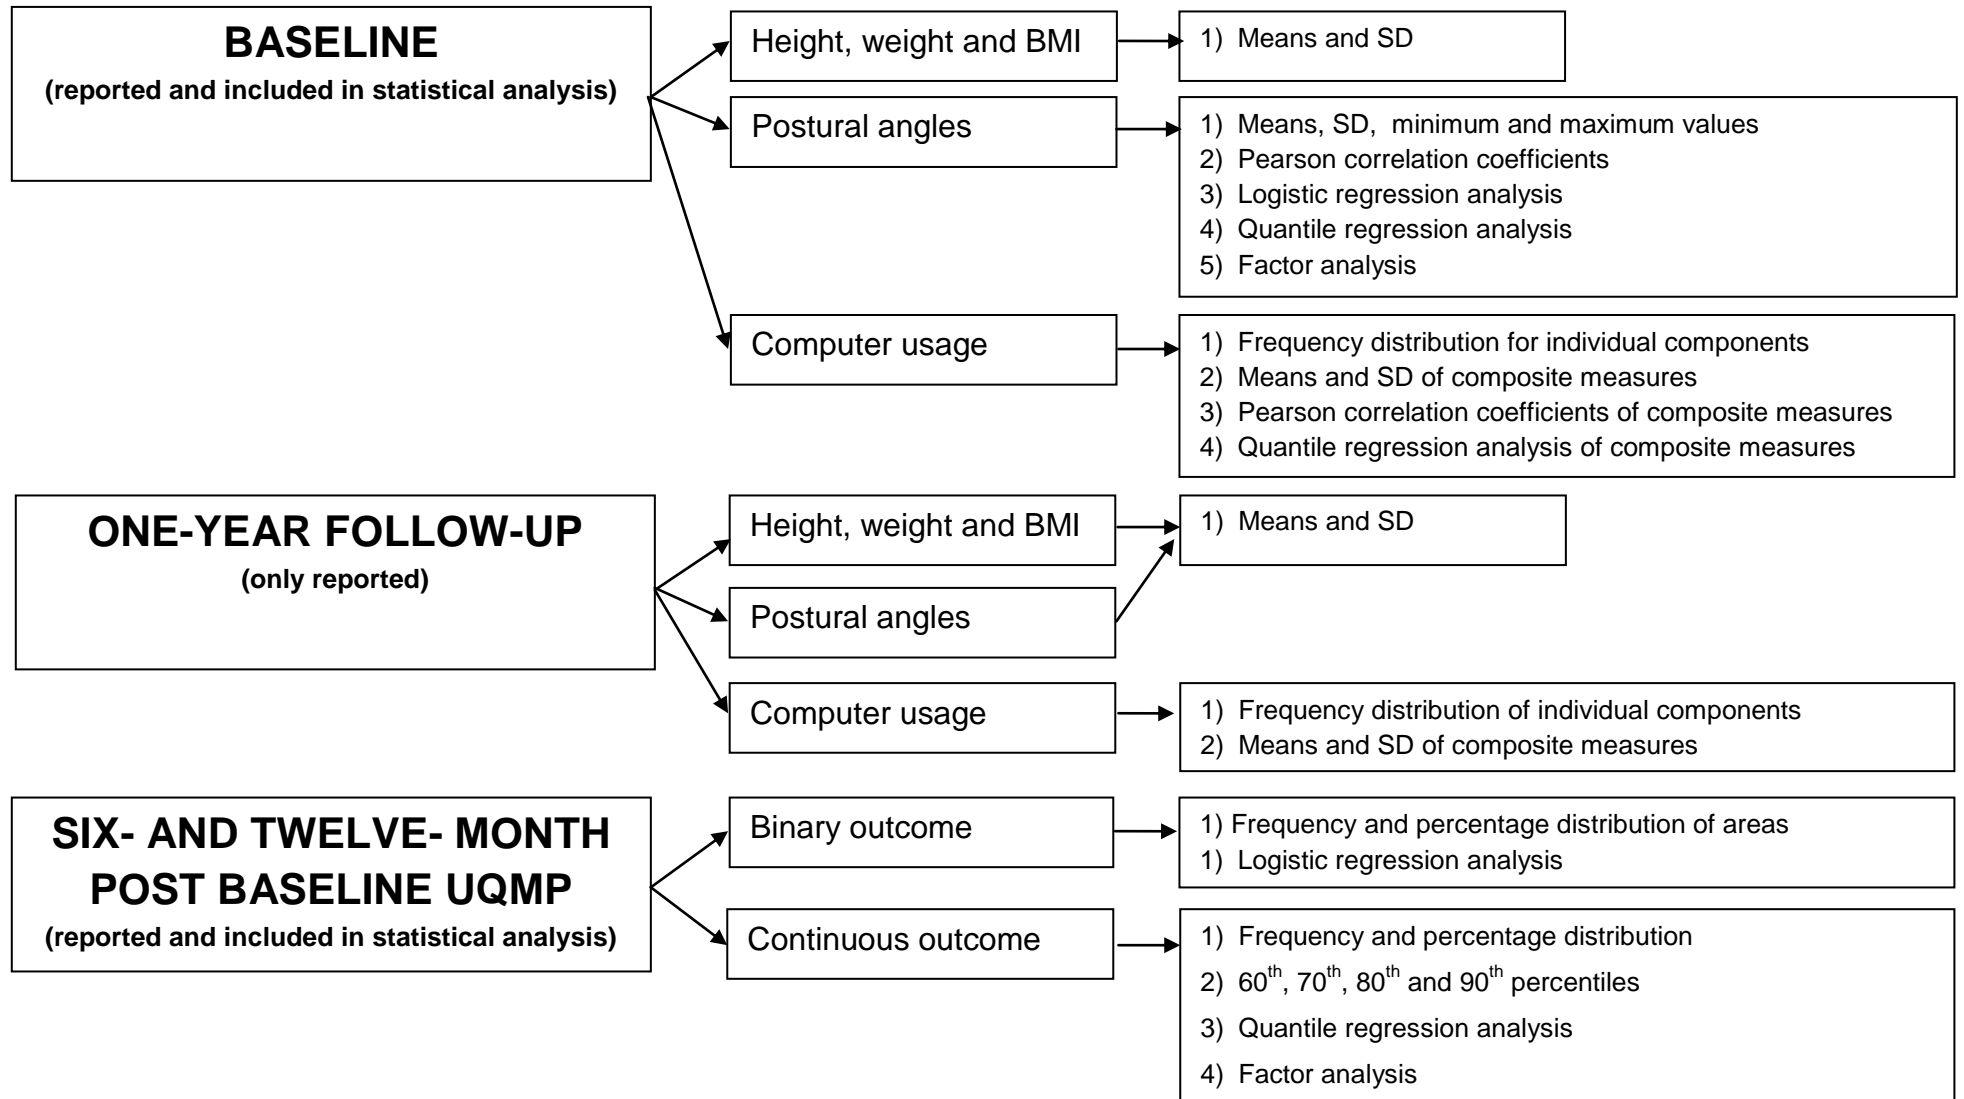 BASELINE
(reported and included in statistical analysis)
Height, weight and BMI
1) Means and SD
Postural angles
1) Means, SD, minimum and maximum values
2) Pearson correlation coefficients
3) Logistic regression analysis
4) Quantile regression analysis
5) Factor analysis
Computer usage
1) Frequency distribution for individual components
2) Means and SD of composite measures
3) Pearson correlation coefficients of composite measures
4) Quantile regression analysis of composite measures
ONE-YEAR FOLLOW-UP
(only reported)
Height, weight and BMI
1) Means and SD
Postural angles
Computer usage
1) Frequency distribution of individual components
2) Means and SD of composite measures
SIX- AND TWELVE- MONTH
POST BASELINE UQMP
(reported and included in statistical analysis)
Binary outcome
1) Frequency and percentage distribution of areas
1) Logistic regression analysis
Continuous outcome
1) Frequency and percentage distribution
2) 60th, 70th, 80th and 90th percentiles
3) Quantile regression analysis
4) Factor analysis